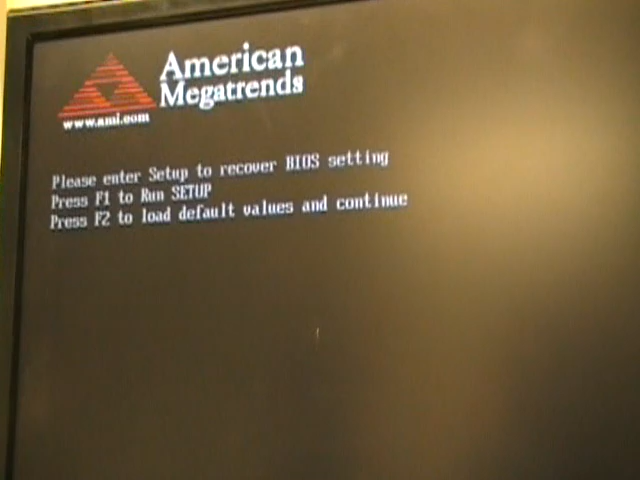 American
Megatrends
www.ami.com
Please enter Setup to recover BIOS setting
Press F1 to Run SETUP
Press F2 to load default values and continue